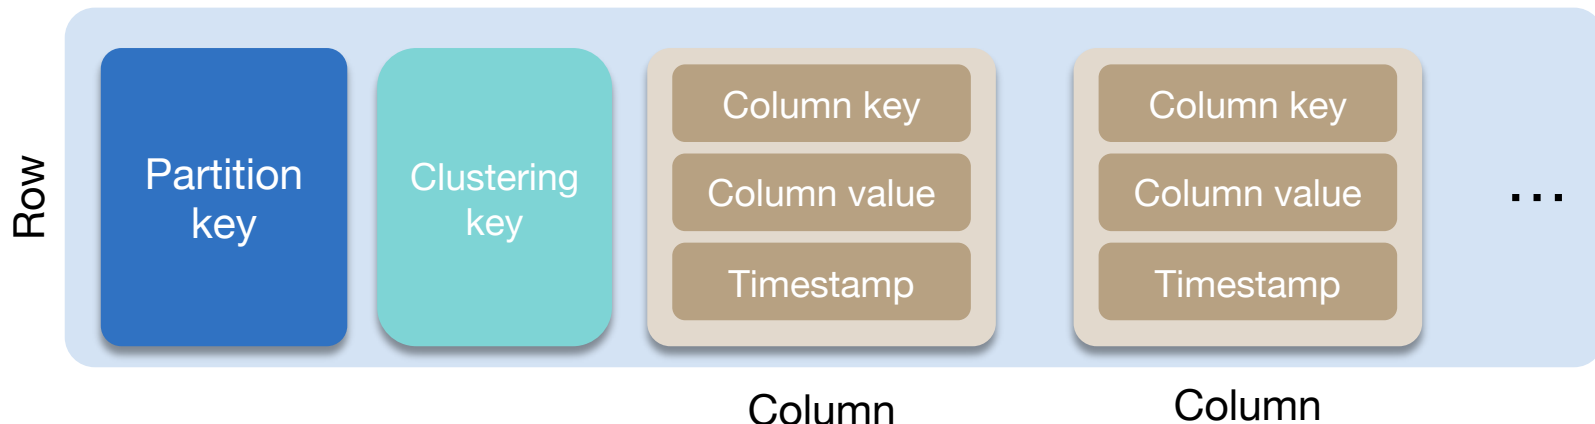 Row
Partition
key
Clustering
key
Column key
Column value
Timestamp
Column
Column key
Column value
Timestamp
Column
...